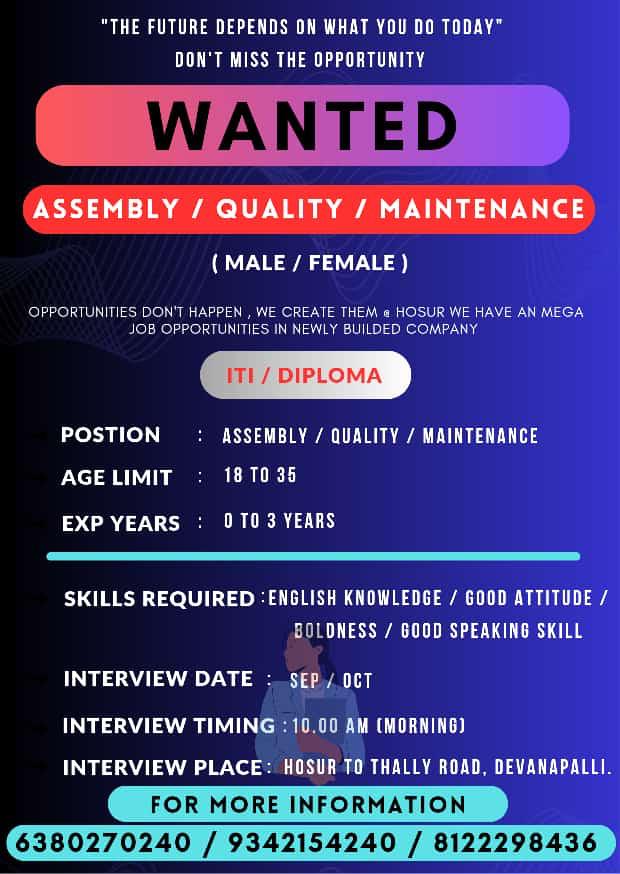 "THE FUTURE DEPENDS ON WHAT YOU DO TODAY"
DON'T MISS THE OPPORTUNITY
WANTED
ASSEMBLY / QUALITY / MAINTENANCE
( MALE / FEMALE )
OPPORTUNITIES DON'T HAPPEN , WE CREATE THEM @ HOSUR WE HAVE AN MEGA
JOB OPPORTUNITIES IN NEWLY BUILDED COMPANY
ITI / DIPLOMA
POSTION : ASSEMBLY / QUALITY / MAINTENANCE
AGE LIMIT : 18 TO 35
EXP YEARS : 0 TO 3 YEARS
SKILLS REQUIRED :ENGLISH KNOWLEDGE / GOOD ATTITUDE /
BOLDNESS / GOOD SPEAKING SKILL
INTERVIEW DATE : SEP / OCT
INTERVIEW TIMING :10.00 AM (MORNING)
INTERVIEW PLACE : HOSUR TO THALLY ROAD, DEVANAPALLI.
FOR MORE INFORMATION
6380270240 / 9342154240 / 8122298436